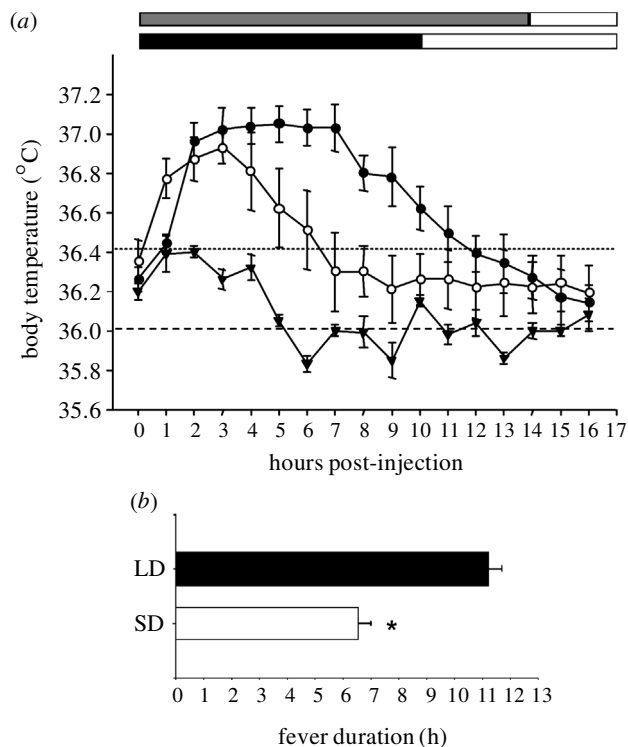 (a)
37.2
37.0
36.8
36.6
36.4
36.2
36.0
35.8
35.6
body temperature (°C)
0 1 2 3 4 5 6 7 8 9 10 11 12 13 14 15 16 17
hours post-injection
(b)
LD
SD
*
0 1 2 3 4 5 6 7 8 9 10 11 12 13
fever duration (h)